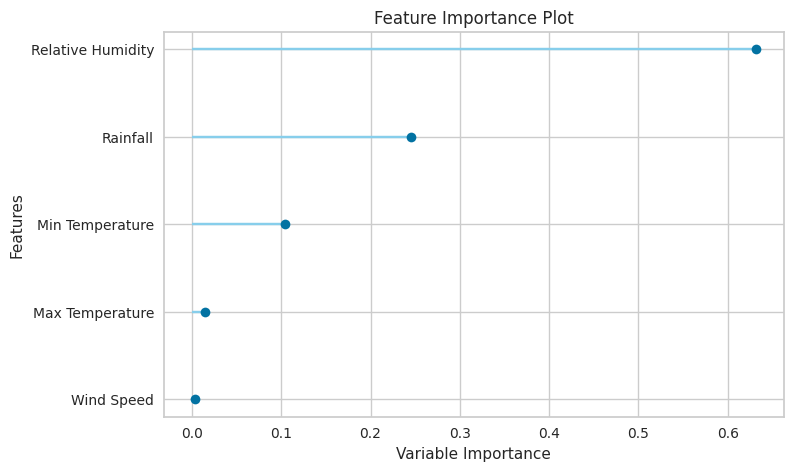 Feature Importance Plot
Features
Relative Humidity
Rainfall
Min Temperature
Max Temperature
Wind Speed
0.0 0.1 0.2 0.3 0.4 0.5 0.6
Variable Importance